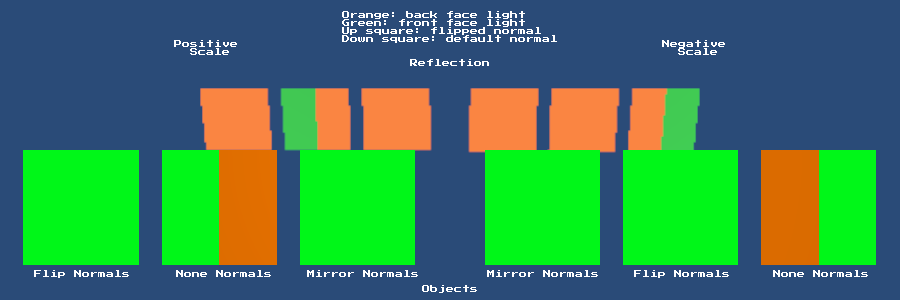 Orange: back face light
Green: front face light
Up square: flipped normal
Down square: default normal
Positive
Scale
Negative
Scale
Reflection
Flip Normals
None Normals
Mirror Normals
Mirror Normals
Flip Normals
None Normals
Objects